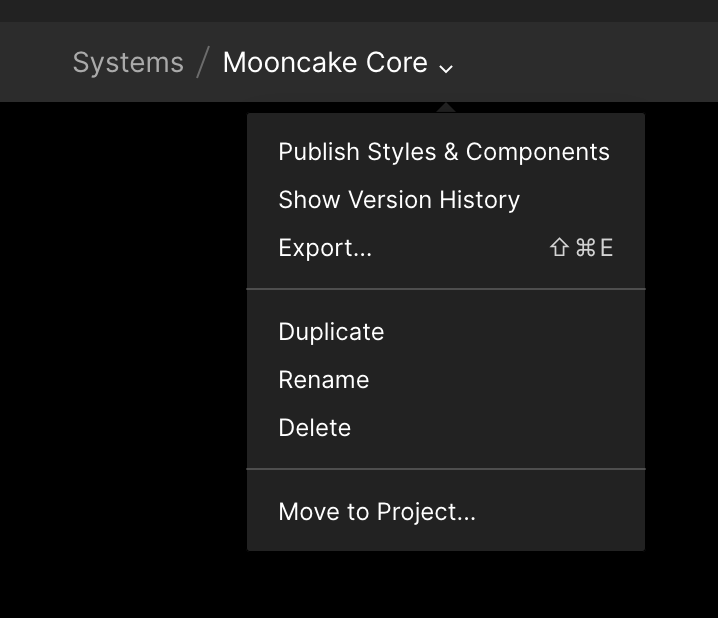 Systems / Mooncake Core
Publish Styles & Components
Show Version History
Export... ⇧⌘E
Duplicate
Rename
Delete
Move to Project...